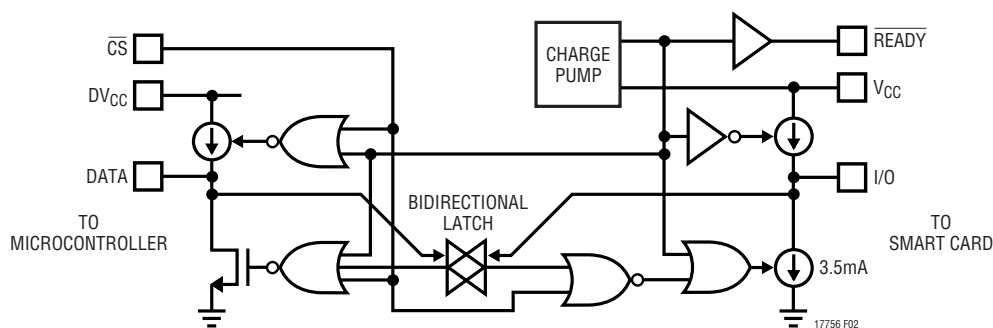 CS
DVCC
DATA
TO
MICROCONTROLLER
CHARGE
PUMP
READY
VCC
I/O
BIDIRECTIONAL
LATCH
TO
SMART CARD
3.5mA
17756 F02